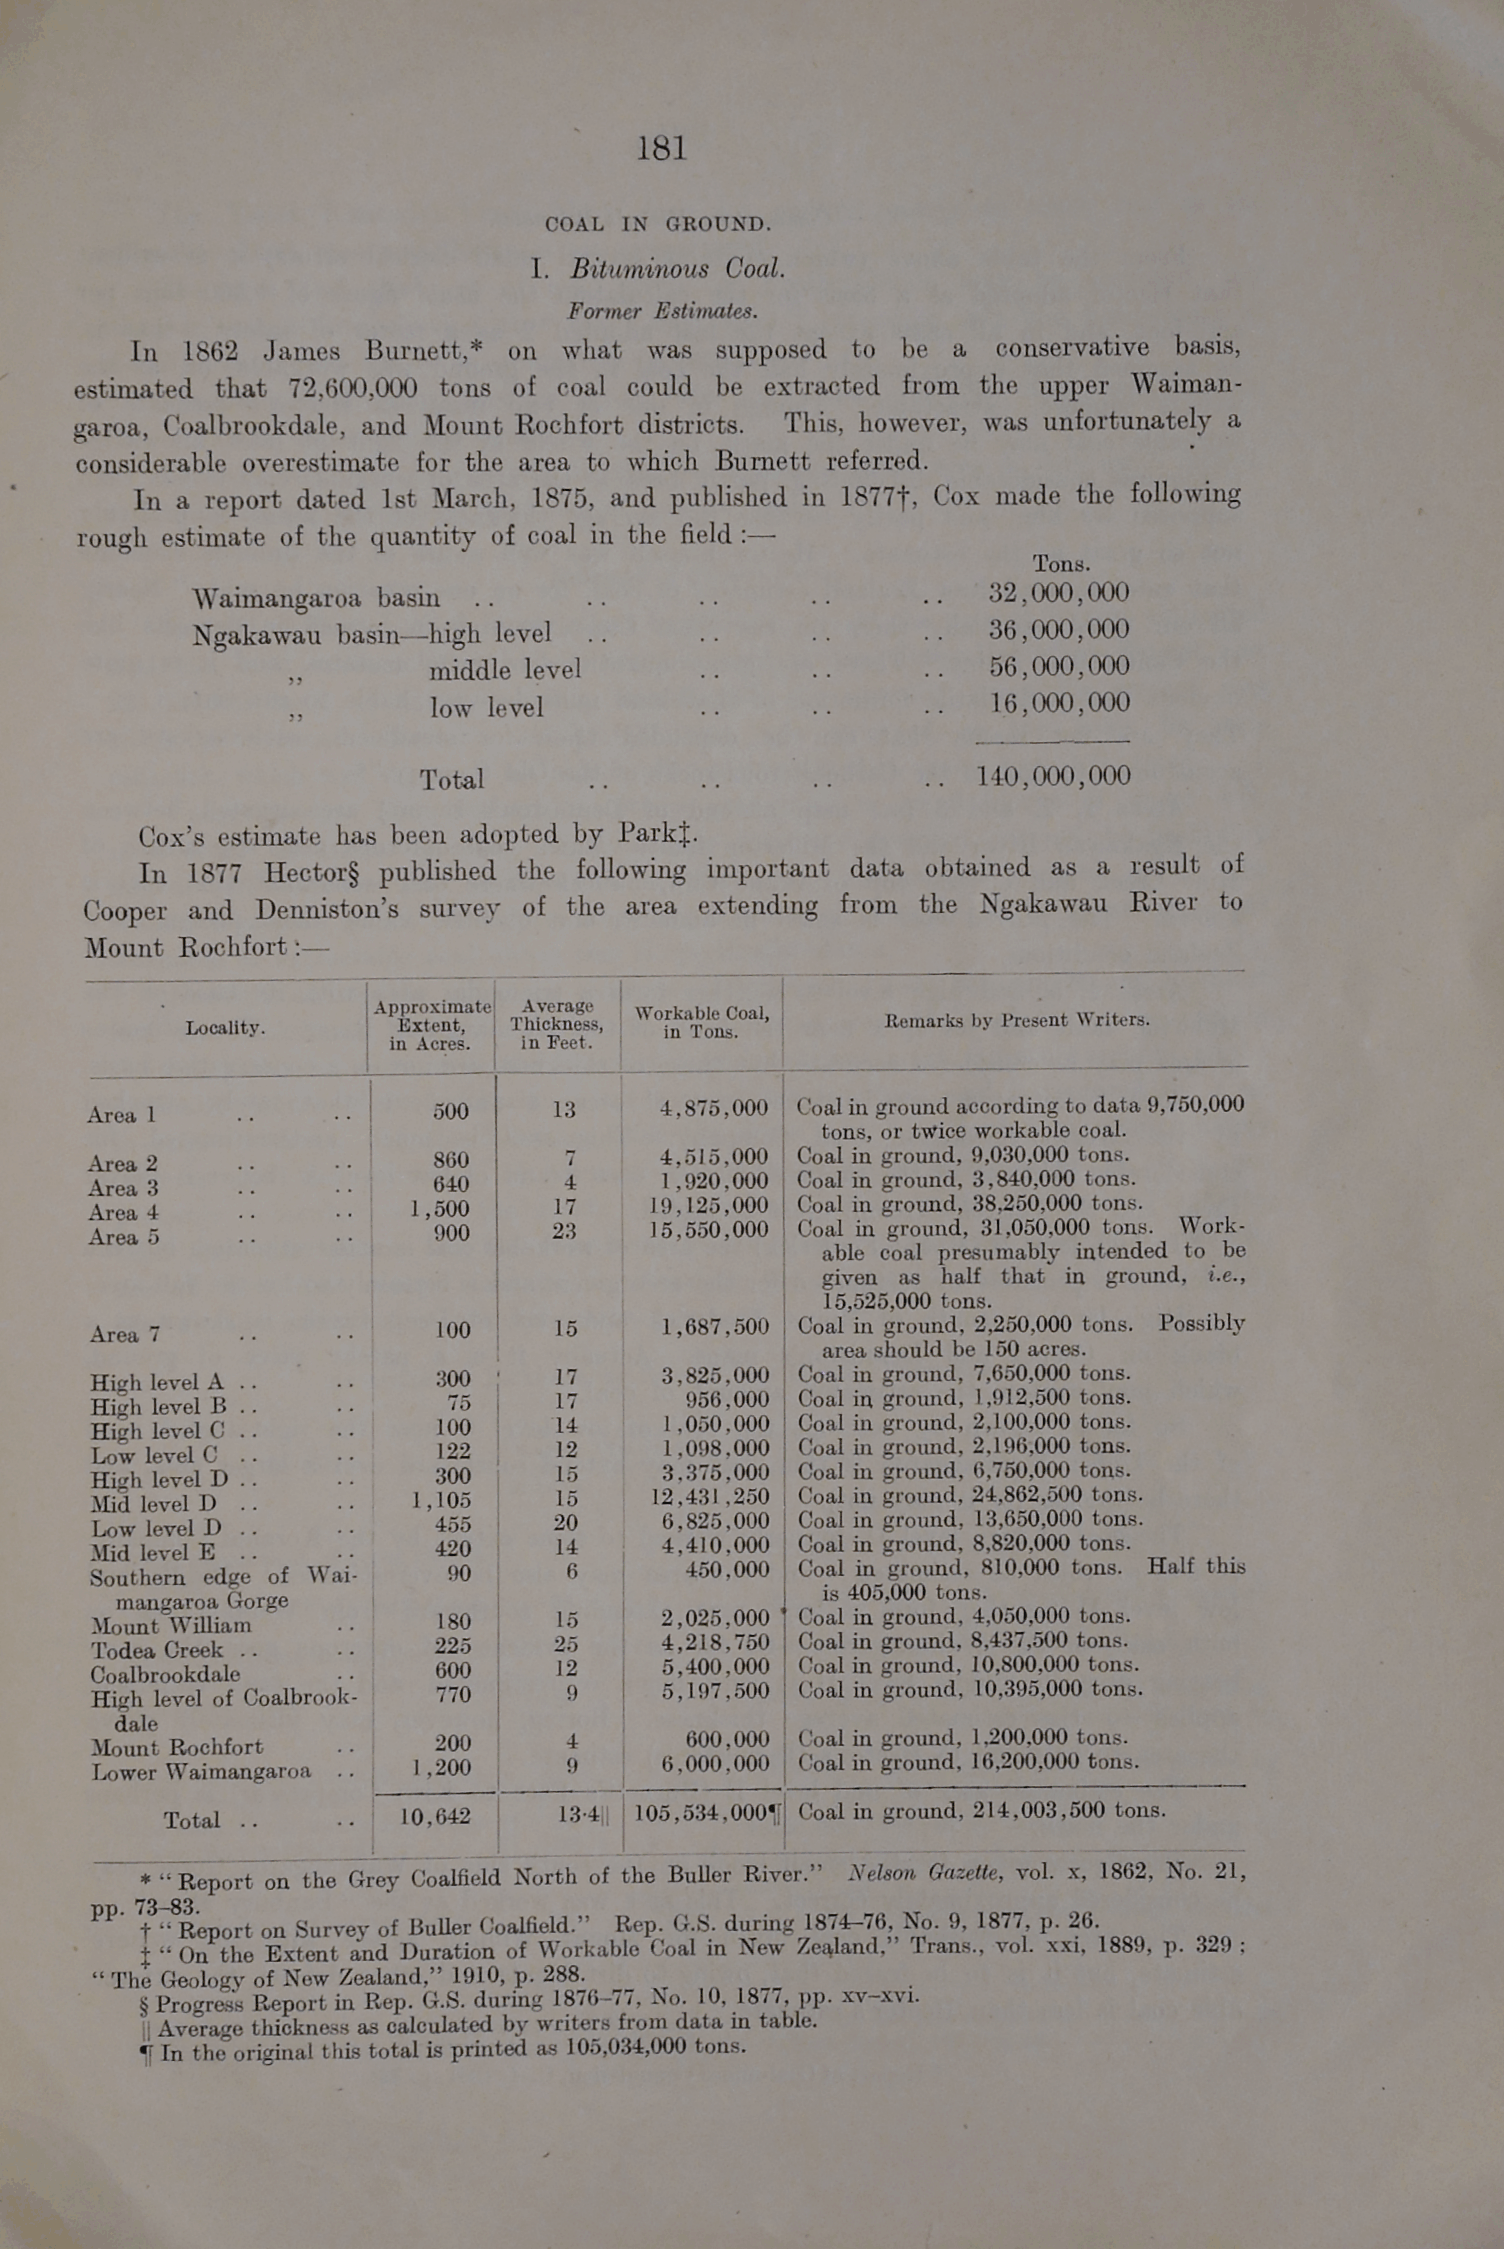 181
COAL IN GROUND.
I. Bituminous Coal.
Former Estimates.
In 1862 James Burnett,* on what was supposed to be a conservative basis,
estimated that 72,600,000 tons of coal could be extracted from the upper Waiman-
garoa, Coalbrookdale, and Mount Rochfort districts. This, however, was unfortunately a
considerable overestimate for the area to which Burnett referred.
In a report dated 1st March, 1875, and published in 1877†, Cox made the following
rough estimate of the quantity of coal in the field :—
Tons.
Waimangaroa basin .. .. .. .. .. 32,000,000
Ngakawau basin—high level .. .. .. .. 36,000,000
,, middle level .. .. .. 56,000,000
,, low level .. .. .. 16,000,000
Total .. .. .. .. 140,000,000
Cox's estimate has been adopted by Park‡.
In 1877 Hector§ published the following important data obtained as a result of
Cooper and Denniston's survey of the area extending from the Ngakawau River to
Mount Rochfort :—
Locality. Approximate Extent, in Acres. Average Thickness, in Feet. Workable Coal, in Tons. Remarks by Present Writers.
Area 1 .. .. 500 13 4,875,000 Coal in ground according to data 9,750,000
tons, or twice workable coal.
Area 2 .. .. 860 7 4,515,000 Coal in ground, 9,030,000 tons.
Area 3 .. .. 640 4 1,920,000 Coal in ground, 3,840,000 tons.
Area 4 .. .. 1,500 17 19,125,000 Coal in ground, 38,250,000 tons.
Area 5 .. .. 900 23 15,550,000 Coal in ground, 31,050,000 tons. Work-
able coal presumably intended to be
given as half that in ground, i.e.,
15,525,000 tons.
Area 7 .. .. 100 15 1,687,500 Coal in ground, 2,250,000 tons. Possibly
area should be 150 acres.
High level A .. .. 300 17 3,825,000 Coal in ground, 7,650,000 tons.
High level B .. .. 75 17 956,000 Coal in ground, 1,912,500 tons.
High level C .. .. 100 14 1,050,000 Coal in ground, 2,100,000 tons.
Low level C .. .. 122 12 1,098,000 Coal in ground, 2,196,000 tons.
High level D .. .. 300 15 3,375,000 Coal in ground, 6,750,000 tons.
Mid level D .. .. 1,105 15 12,431,250 Coal in ground, 24,862,500 tons.
Low level D .. .. 455 20 6,825,000 Coal in ground, 13,650,000 tons.
Mid level E .. .. 420 14 4,410,000 Coal in ground, 8,820,000 tons.
Southern edge of Wai- 90 6 450,000 Coal in ground, 810,000 tons. Half this
mangaroa Gorge is 405,000 tons.
Mount William .. 180 15 2,025,000 Coal in ground, 4,050,000 tons.
Todea Creek .. .. 225 25 4,218,750 Coal in ground, 8,437,500 tons.
Coalbrookdale .. 600 12 5,400,000 Coal in ground, 10,800,000 tons.
High level of Coalbrook- 770 9 5,197,500 Coal in ground, 10,395,000 tons.
dale
Mount Rochfort .. 200 4 600,000 Coal in ground, 1,200,000 tons.
Lower Waimangaroa .. 1,200 9 6,000,000 Coal in ground, 16,200,000 tons.
Total .. .. 10,642 13·4‖ 105,534,000¶ Coal in ground, 214,003,500 tons.
* "Report on the Grey Coalfield North of the Buller River." Nelson Gazette, vol. x, 1862, No. 21,
pp. 73–83.
† "Report on Survey of Buller Coalfield." Rep. G.S. during 1874–76, No. 9, 1877, p. 26.
‡ "On the Extent and Duration of Workable Coal in New Zealand," Trans., vol. xxi, 1889, p. 329 ;
"The Geology of New Zealand," 1910, p. 288.
§ Progress Report in Rep. G.S. during 1876–77, No. 10, 1877, pp. xv–xvi.
‖ Average thickness as calculated by writers from data in table.
¶ In the original this total is printed as 105,034,000 tons.